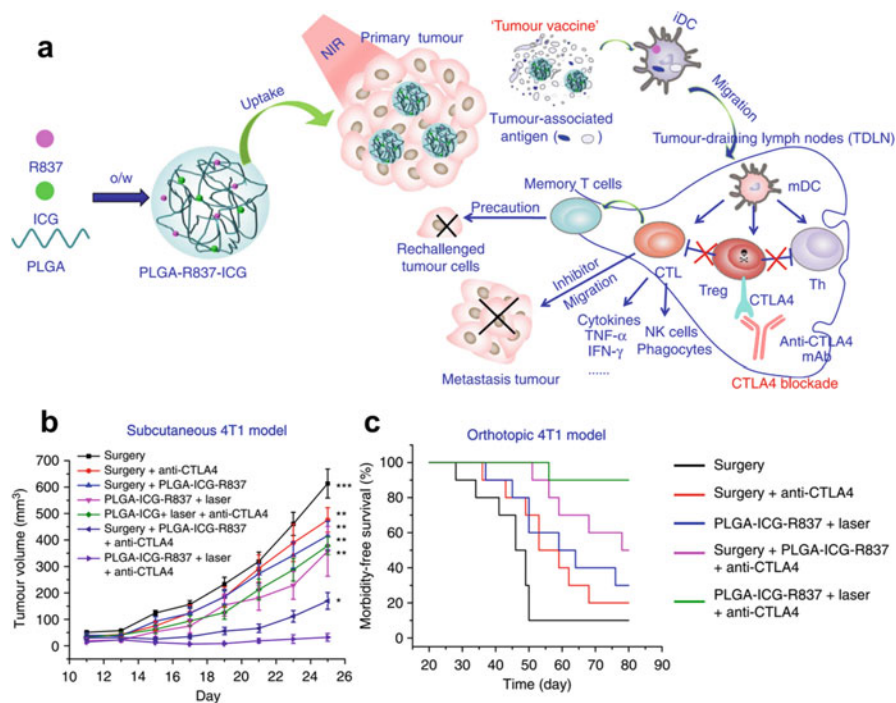 a
NIR
Primary tumour
'Tumour vaccine'
iDC
Uptake
Tumour-associated
antigen ( )
Migration
Tumour-draining lymph nodes (TDLN)
R837
o/w
ICG
PLGA
PLGA-R837-ICG
Memory T cells
mDC
Precaution
Rechallenged
tumour cells
CTL
Treg
Th
Inhibitor
Migration
CTLA4
Cytokines
TNF-α
IFN-γ
......
NK cells
Phagocytes
Anti-CTLA4
mAb
Metastasis tumour
CTLA4 blockade
b
Subcutaneous 4T1 model
Surgery
Surgery + anti-CTLA4
Surgery + PLGA-ICG-R837
PLGA-ICG-R837 + laser
PLGA-ICG+ laser + anti-CTLA4
Surgery + PLGA-ICG-R837
+ anti-CTLA4
PLGA-ICG-R837 + laser
+ anti-CTLA4
Tumour volume (mm³)
700
600
500
400
300
200
100
0
***
**
**
**
**
*
10 12 14 16 18 20 22 24 26
Day
c
Orthotopic 4T1 model
Morbidity-free survival (%)
100
80
60
40
20
0
10 20 30 40 50 60 70 80 90
Time (day)
Surgery
Surgery + anti-CTLA4
PLGA-ICG-R837 + laser
Surgery + PLGA-ICG-R837
+ anti-CTLA4
PLGA-ICG-R837 + laser
+ anti-CTLA4